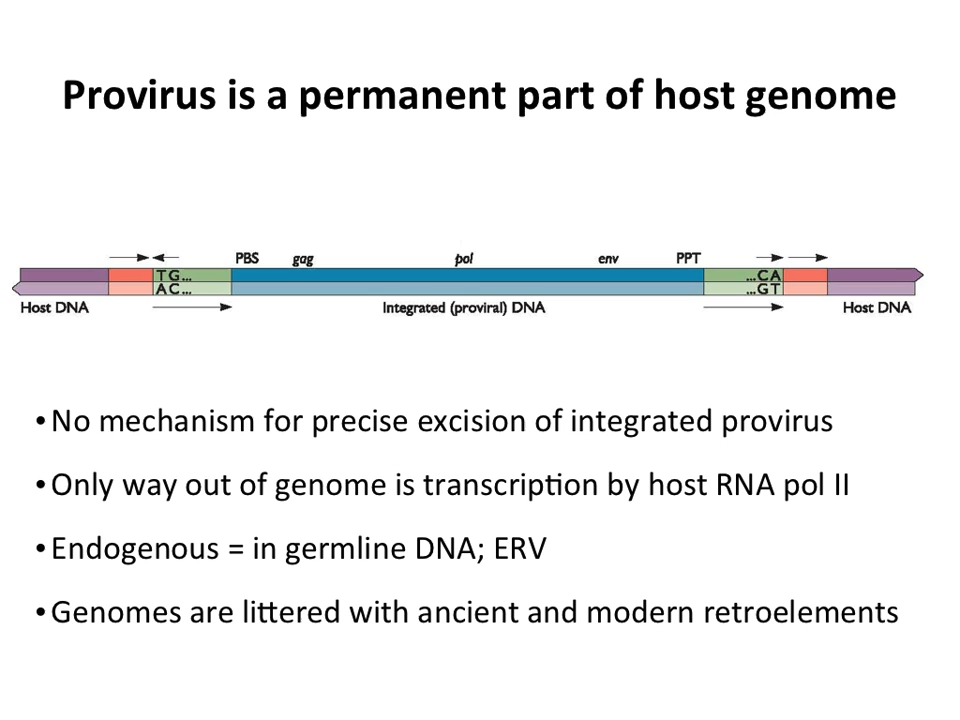 Provirus is a permanent part of host genome
PBS gag pol env PPT
TG... ...CA
AC... ...GT
Host DNA Integrated (proviral) DNA Host DNA
•No mechanism for precise excision of integrated provirus
•Only way out of genome is transcription by host RNA pol II
•Endogenous = in germline DNA; ERV
•Genomes are littered with ancient and modern retroelements